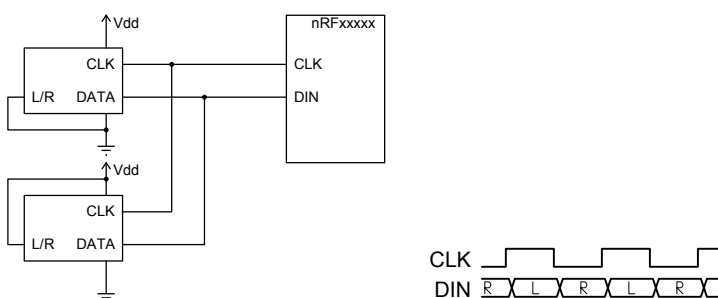 Vdd
nRFxxxxx
CLK
CLK
L/R DATA
DIN
Vdd
CLK
L/R DATA
CLK
DIN R L R L R